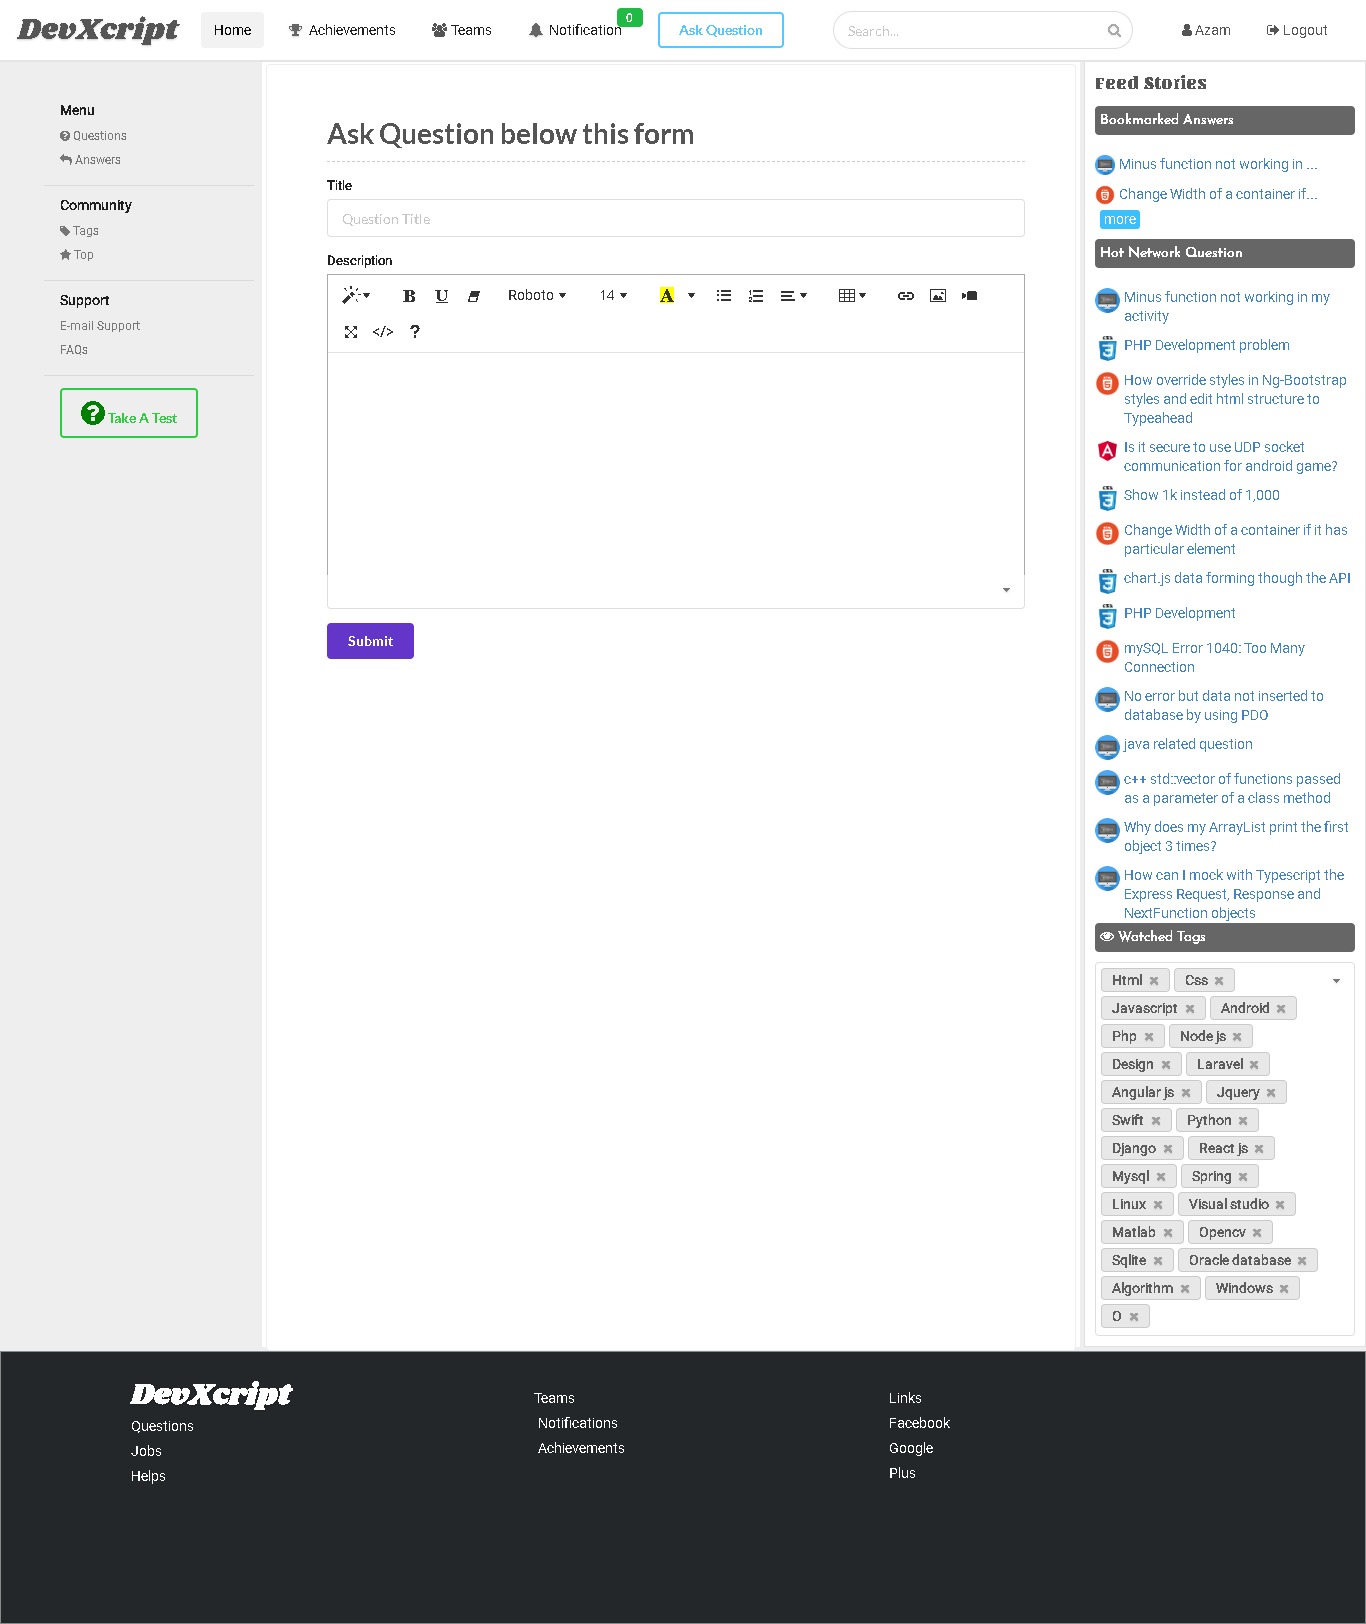 DevXcript
Home
Achievements
Teams
Notification
0
Ask Question
Search...
Azam
Logout
Menu
Questions
Answers
Community
Tags
Top
Support
E-mail Support
FAQs
Take A Test
Ask Question below this form
Title
Question Title
Description
B U Roboto 14 A
</> ?
Submit
Feed Stories
Bookmarked Answers
Minus function not working in ...
Change Width of a container if...
more
Hot Network Question
Minus function not working in my
activity
PHP Development problem
How override styles in Ng-Bootstrap
styles and edit html structure to
Typeahead
Is it secure to use UDP socket
communication for android game?
Show 1k instead of 1,000
Change Width of a container if it has
particular element
chart.js data forming though the API
PHP Development
mySQL Error 1040: Too Many
Connection
No error but data not inserted to
database by using PDO
java related question
c++ std::vector of functions passed
as a parameter of a class method
Why does my ArrayList print the first
object 3 times?
How can I mock with Typescript the
Express Request, Response and
NextFunction objects
Watched Tags
Html Css
Javascript Android
Php Node js
Design Laravel
Angular js Jquery
Swift Python
Django React js
Mysql Spring
Linux Visual studio
Matlab Opencv
Sqlite Oracle database
Algorithm Windows
O
DevXcript
Questions
Jobs
Helps
Teams
Notifications
Achievements
Links
Facebook
Google
Plus